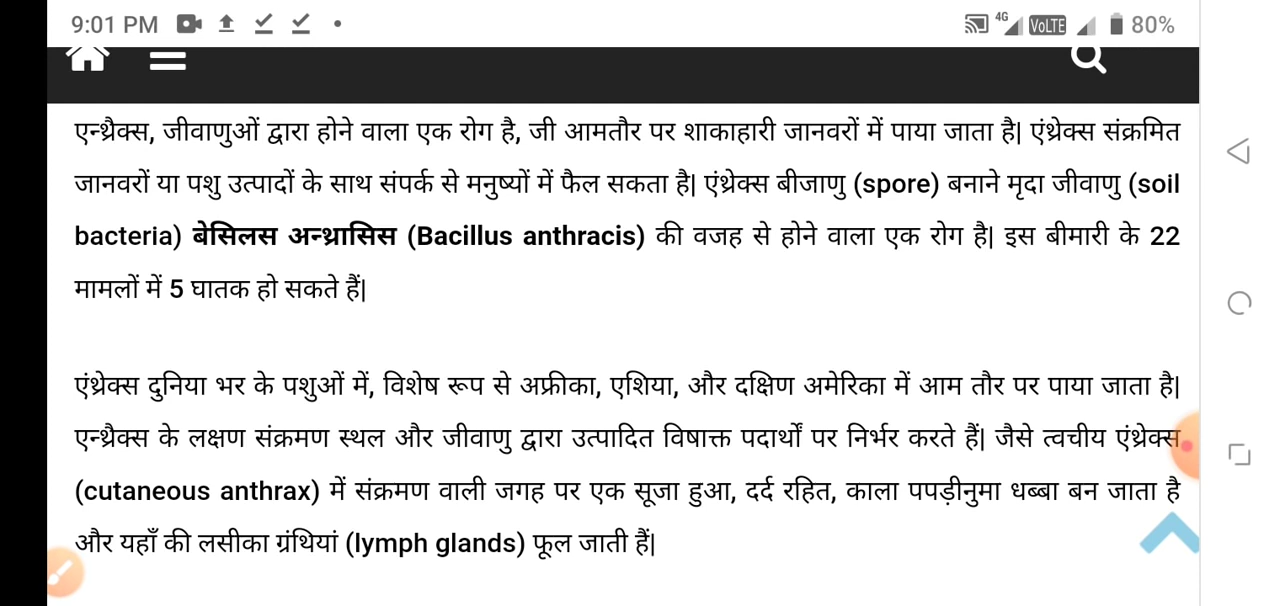 9:01 PM 4G VoLTE 80%
एन्थ्रैक्स, जीवाणुओं द्वारा होने वाला एक रोग है, जी आमतौर पर शाकाहारी जानवरों में पाया जाता है| एंथ्रेक्स संक्रमित
जानवरों या पशु उत्पादों के साथ संपर्क से मनुष्यों में फैल सकता है| एंथ्रेक्स बीजाणु (spore) बनाने मृदा जीवाणु (soil
bacteria) बेसिलस अन्थ्रासिस (Bacillus anthracis) की वजह से होने वाला एक रोग है| इस बीमारी के 22
मामलों में 5 घातक हो सकते हैं|
एंथ्रेक्स दुनिया भर के पशुओं में, विशेष रूप से अफ्रीका, एशिया, और दक्षिण अमेरिका में आम तौर पर पाया जाता है|
एन्थ्रैक्स के लक्षण संक्रमण स्थल और जीवाणु द्वारा उत्पादित विषाक्त पदार्थों पर निर्भर करते हैं| जैसे त्वचीय एंथ्रेक्स
(cutaneous anthrax) में संक्रमण वाली जगह पर एक सूजा हुआ, दर्द रहित, काला पपड़ीनुमा धब्बा बन जाता है
और यहाँ की लसीका ग्रंथियां (lymph glands) फूल जाती हैं|